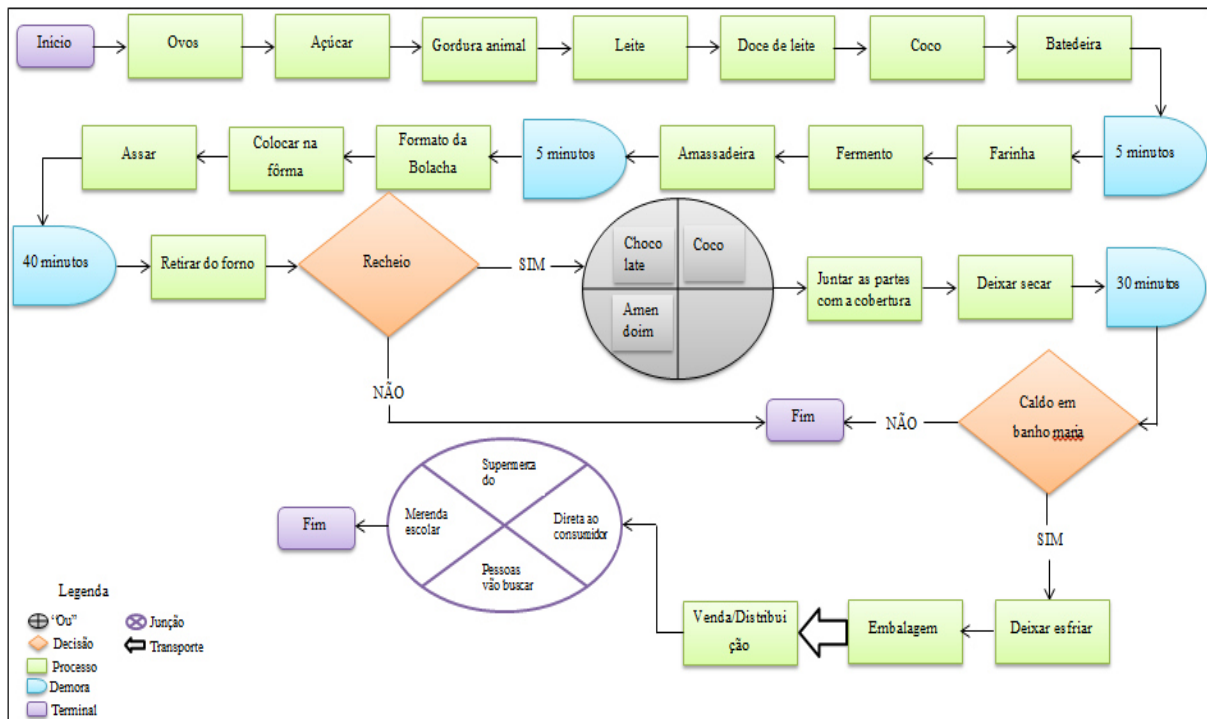 Inicio
Ovos
Açúcar
Gordura animal
Leite
Doce de leite
Coco
Batedeira
5 minutos
Farinha
Fermento
Amassadeira
5 minutos
Formato da
Bolacha
Colocar na
fôrma
Assar
40 minutos
Retirar do forno
Recheio
SIM
Choco
late
Coco
Amen
doim
Juntar as partes
com a cobertura
Deixar secar
30 minutos
NÃO
Fim
NÃO
Caldo em
banho maria
SIM
Deixar esfriar
Embalagem
Venda/Distribui
ção
Supermerca
do
Merenda
escolar
Direta ao
consumidor
Pessoas
vão buscar
Fim
Legenda
"Ou"
Junção
Decisão
Transporte
Processo
Demora
Terminal